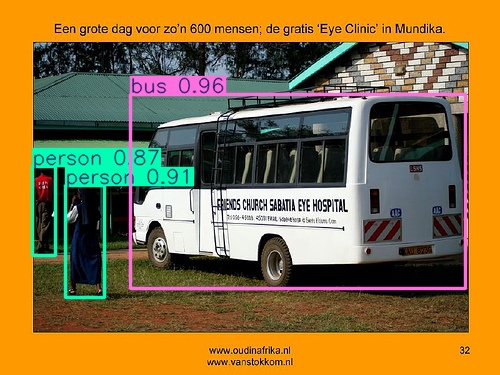 Een grote dag voor zo'n 600 mensen; de gratis 'Eye Clinic' in Mundika.
bus 0.96
person 0.87
person 0.91
FRIENDS CHURCH SABATIA EYE HOSPITAL
www.oudinafrika.nl
32
www.vanstokkom.nl